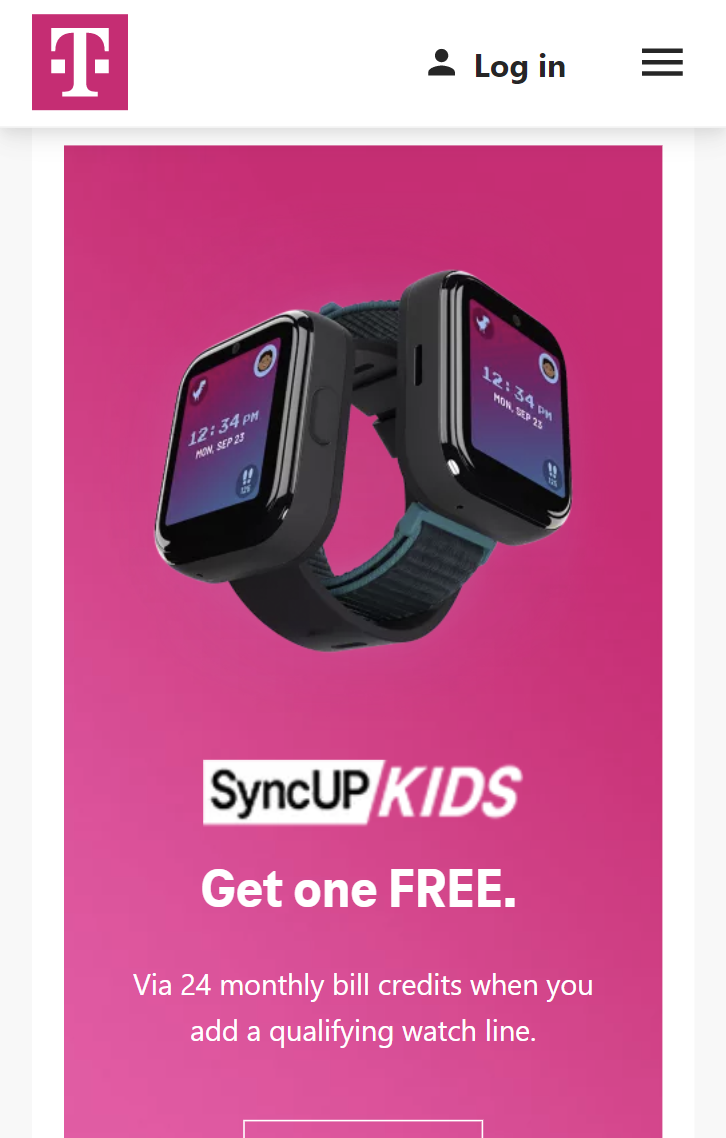 T
Log in
12:34 PM
MON, SEP 23
12:34 PM
MON, SEP 23
SyncUP KIDS
Get one FREE.
Via 24 monthly bill credits when you
add a qualifying watch line.